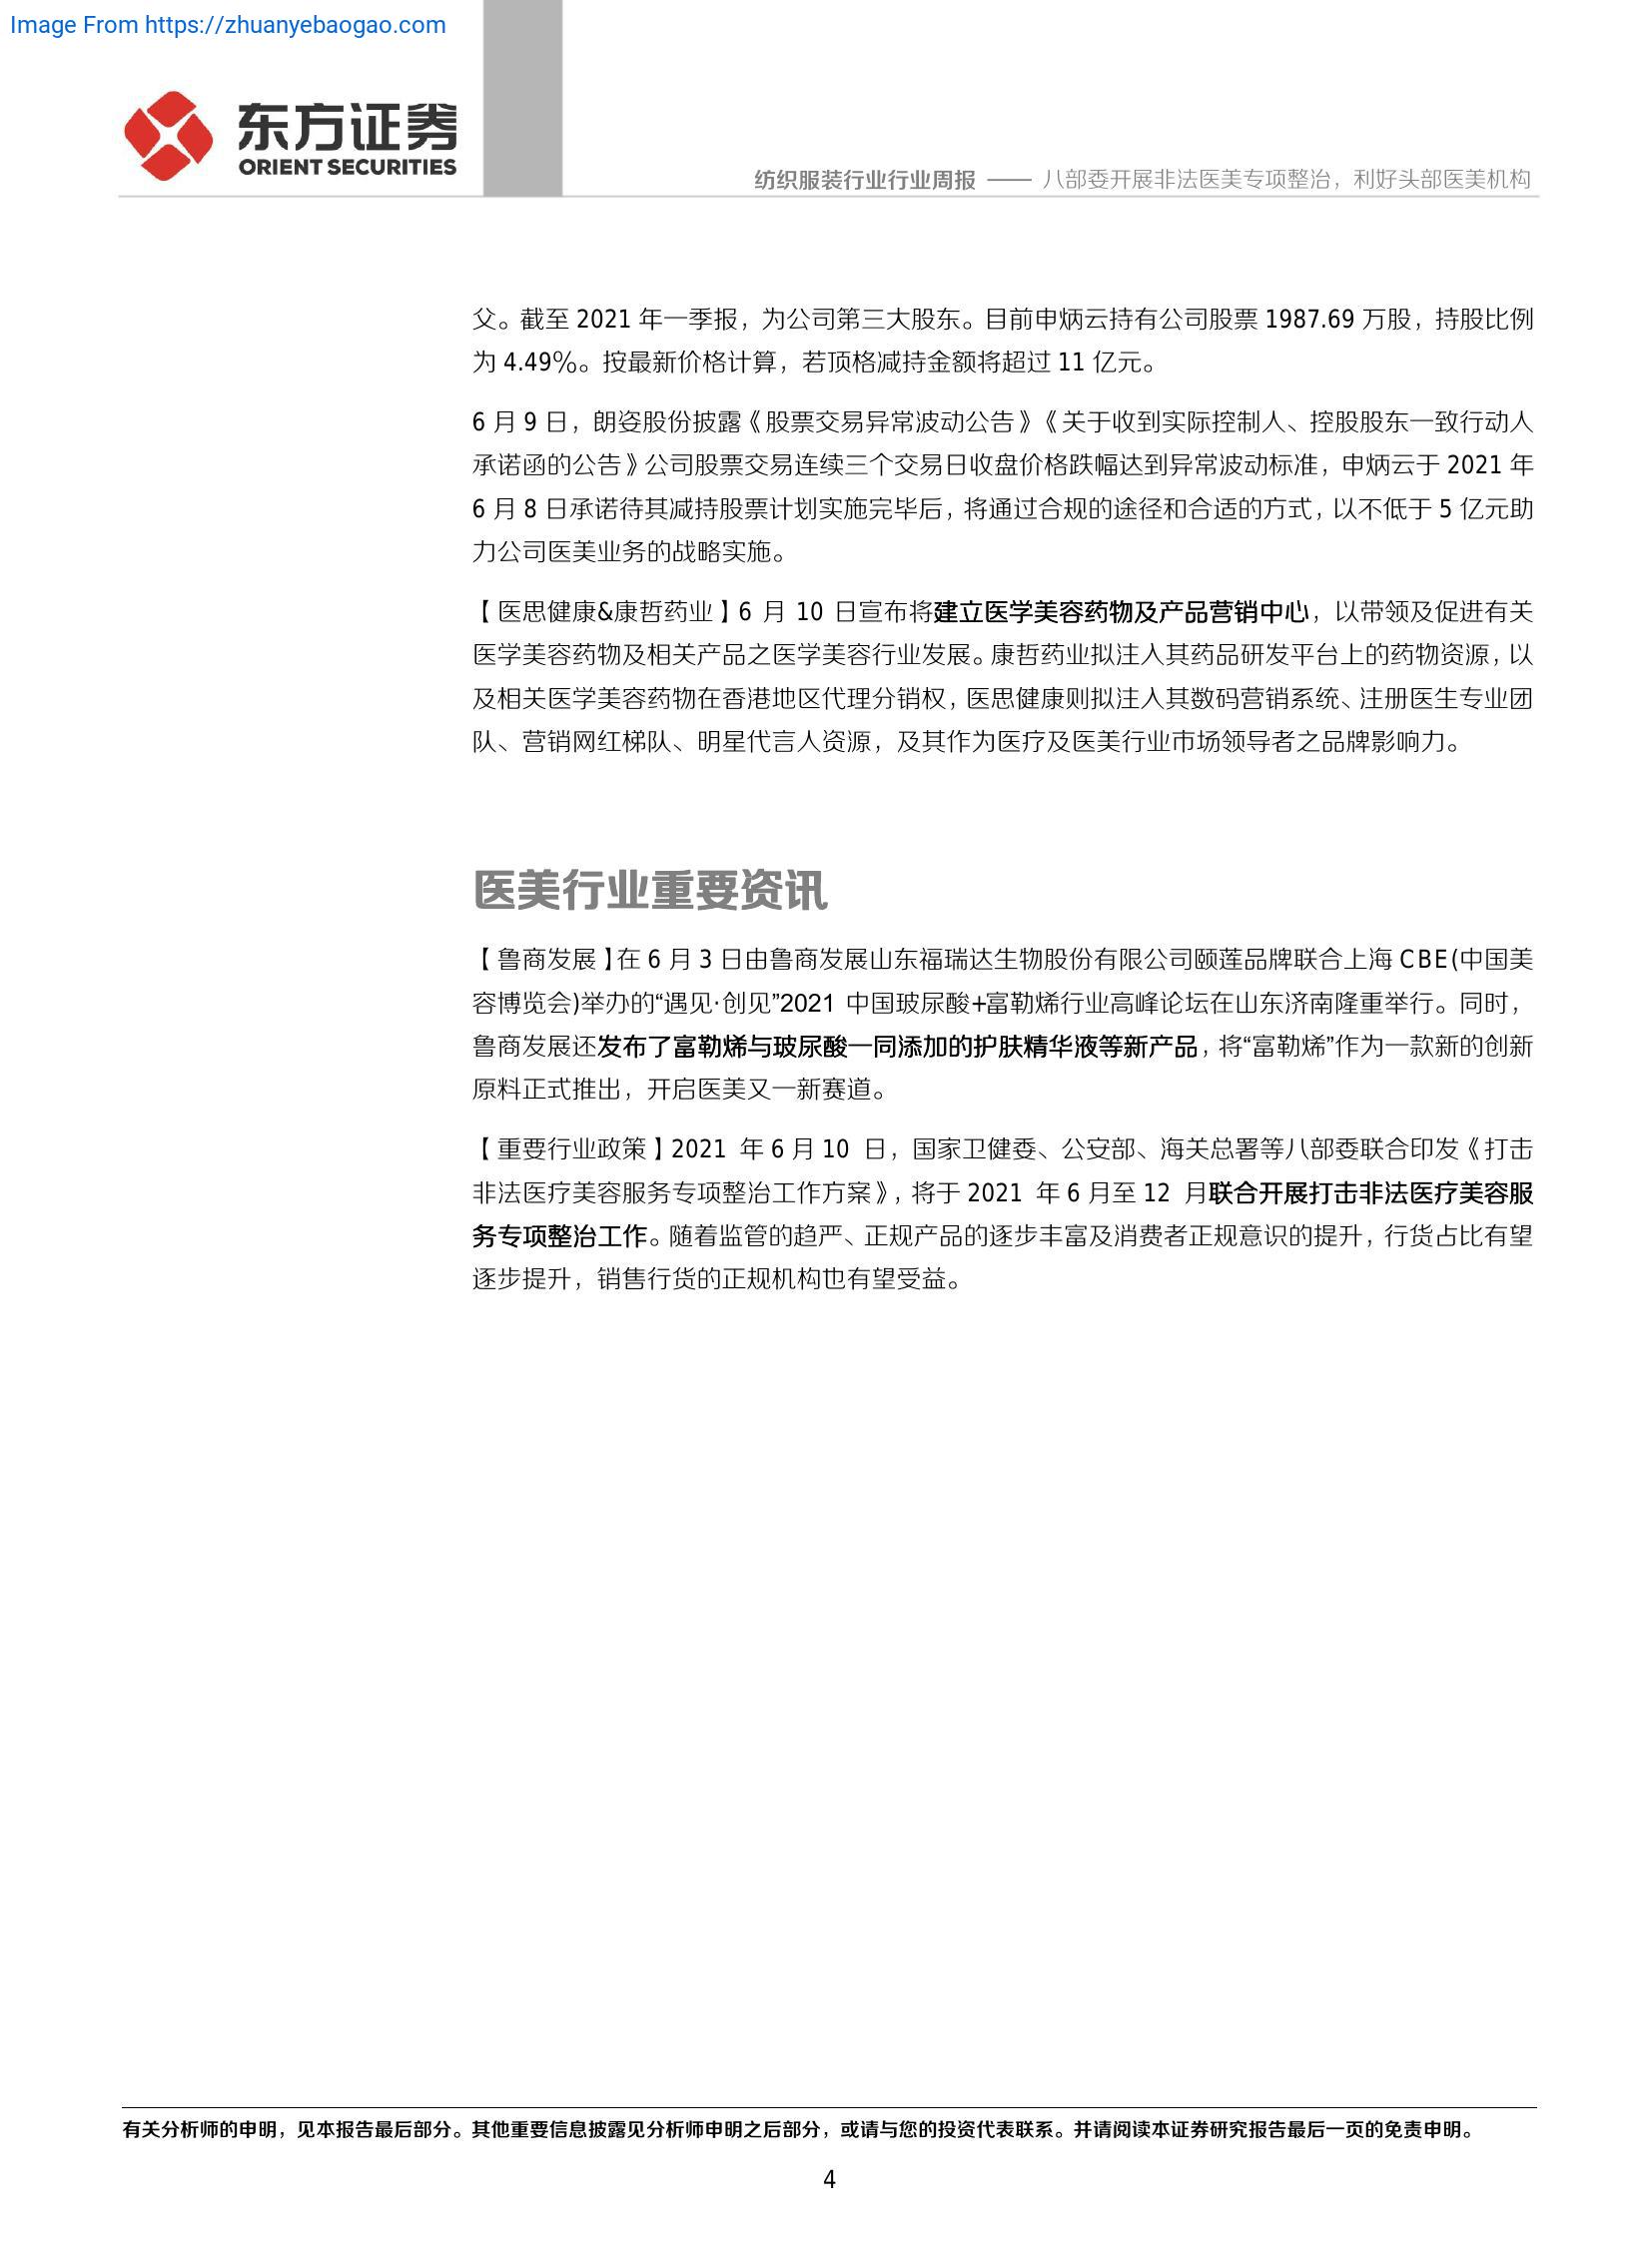 Image From https://zhuanyebaogao.com
东方证券
ORIENT SECURITIES
纺织服装行业行业周报 —— 八部委开展非法医美专项整治，利好头部医美机构
父。截至 2021 年一季报，为公司第三大股东。目前申炳云持有公司股票 1987.69 万股，持股比例
为 4.49%。按最新价格计算，若顶格减持金额将超过 11 亿元。
6 月 9 日，朗姿股份披露《股票交易异常波动公告》《关于收到实际控制人、控股股东一致行动人
承诺函的公告》公司股票交易连续三个交易日收盘价格跌幅达到异常波动标准，申炳云于 2021 年
6 月 8 日承诺待其减持股票计划实施完毕后，将通过合规的途径和合适的方式，以不低于 5 亿元助
力公司医美业务的战略实施。
【医思健康&康哲药业】6 月 10 日宣布将建立医学美容药物及产品营销中心，以带领及促进有关
医学美容药物及相关产品之医学美容行业发展。康哲药业拟注入其药品研发平台上的药物资源，以
及相关医学美容药物在香港地区代理分销权，医思健康则拟注入其数码营销系统、注册医生专业团
队、营销网红梯队、明星代言人资源，及其作为医疗及医美行业市场领导者之品牌影响力。
医美行业重要资讯
【鲁商发展】在 6 月 3 日由鲁商发展山东福瑞达生物股份有限公司颐莲品牌联合上海 CBE(中国美
容博览会)举办的“遇见·创见”2021 中国玻尿酸+富勒烯行业高峰论坛在山东济南隆重举行。同时，
鲁商发展还发布了富勒烯与玻尿酸一同添加的护肤精华液等新产品，将“富勒烯”作为一款新的创新
原料正式推出，开启医美又一新赛道。
【重要行业政策】2021 年 6 月 10 日，国家卫健委、公安部、海关总署等八部委联合印发《打击
非法医疗美容服务专项整治工作方案》，将于 2021 年 6 月至 12 月联合开展打击非法医疗美容服
务专项整治工作。随着监管的趋严、正规产品的逐步丰富及消费者正规意识的提升，行货占比有望
逐步提升，销售行货的正规机构也有望受益。
有关分析师的申明，见本报告最后部分。其他重要信息披露见分析师申明之后部分，或请与您的投资代表联系。并请阅读本证券研究报告最后一页的免责申明。
4